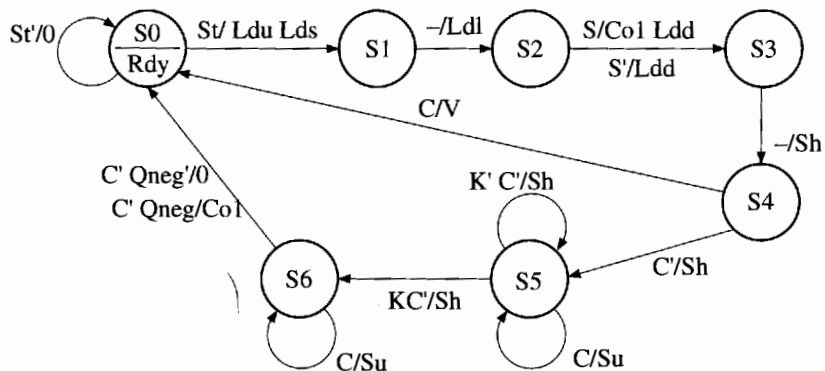 St'/0
S0
Rdy
St/ Ldu Lds
S1
–/Ldl
S2
S/Co1 Ldd
S'/Ldd
S3
–/Sh
C/V
S4
C'/Sh
K' C'/Sh
S5
C/Su
KC'/Sh
S6
C/Su
C' Qneg'/0
C' Qneg/Co1